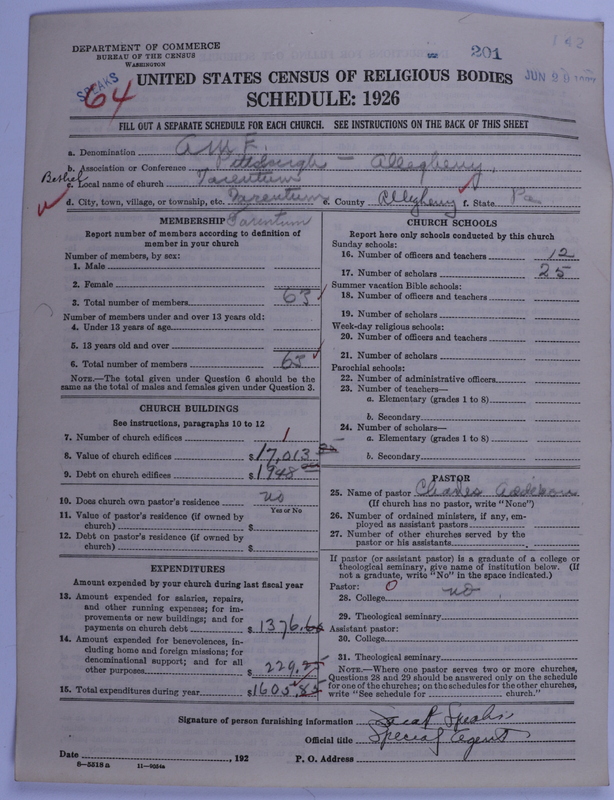 DEPARTMENT OF COMMERCE
BUREAU OF THE CENSUS
WASHINGTON
201
162
JUN 29
SPEAKS
64
UNITED STATES CENSUS OF RELIGIOUS BODIES
SCHEDULE: 1926
FILL OUT A SEPARATE SCHEDULE FOR EACH CHURCH. SEE INSTRUCTIONS ON THE BACK OF THIS SHEET
a. Denomination A M E.
b. Association or Conference Pittsburgh - Allegheny.
Bethel
c. Local name of church Tarentum
d. City, town, village, or township, etc. Tarentum e. County Allegheny f. State Pa
Tarentum
MEMBERSHIP
Report number of members according to definition of
member in your church
Number of members, by sex:
1. Male
2. Female
3. Total number of members 63
Number of members under and over 13 years old:
4. Under 13 years of age
5. 13 years old and over
6. Total number of members 63
NOTE.—The total given under Question 6 should be the
same as the total of males and females given under Question 3.
CHURCH BUILDINGS
See instructions, paragraphs 10 to 12
7. Number of church edifices 1
8. Value of church edifices $17,013
9. Debt on church edifices $1948
10. Does church own pastor's residence no
Yes or No
11. Value of pastor's residence (if owned by
church) $
12. Debt on pastor's residence (if owned by
church) $
EXPENDITURES
Amount expended by your church during last fiscal year
13. Amount expended for salaries, repairs,
and other running expenses; for im-
provements or new buildings; and for
payments on church debt $1376.60
14. Amount expended for benevolences, in-
cluding home and foreign missions; for
denominational support; and for all
other purposes $229.25
15. Total expenditures during year $1605.85
CHURCH SCHOOLS
Report here only schools conducted by this church
Sunday schools:
16. Number of officers and teachers 12
17. Number of scholars 25
Summer vacation Bible schools:
18. Number of officers and teachers
19. Number of scholars
Week-day religious schools:
20. Number of officers and teachers
21. Number of scholars
Parochial schools:
22. Number of administrative officers
23. Number of teachers—
a. Elementary (grades 1 to 8)
b. Secondary
24. Number of scholars—
a. Elementary (grades 1 to 8)
b. Secondary
PASTOR
25. Name of pastor Charles
(If church has no pastor, write "None")
26. Number of ordained ministers, if any, em-
ployed as assistant pastors
27. Number of other churches served by the
pastor or his assistants
If pastor (or assistant pastor) is a graduate of a college or
theological seminary, give name of institution below. (If
not a graduate, write "No" in the space indicated.)
Pastor: 0
28. College no
29. Theological seminary
Assistant pastor:
30. College
31. Theological seminary
NOTE.—Where one pastor serves two or more churches,
Questions 28 and 29 should be answered only on the schedule
for one of the churches; on the schedules for the other churches,
write "See schedule for church."
Signature of person furnishing information Speaks
Official title Special Agent
Date , 192 P. O. Address
8—5518 a 11—9254a